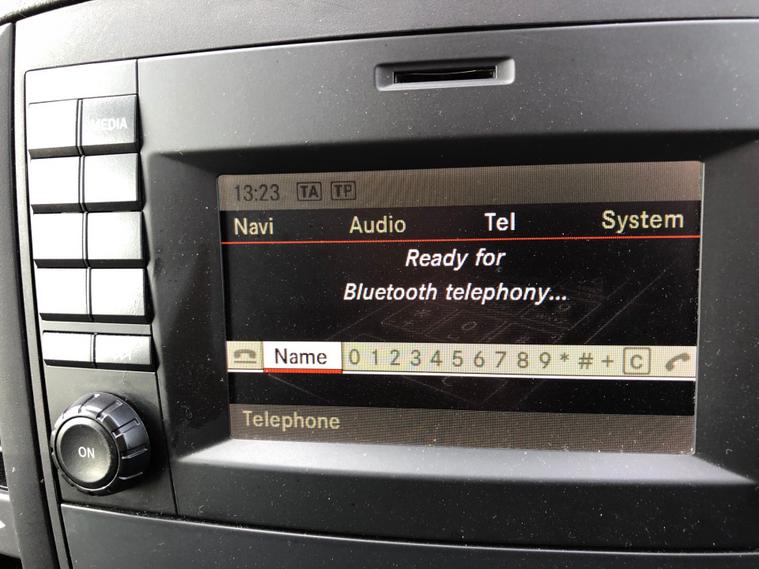 MEDIA
13:23 TA TP
Navi Audio Tel System
Ready for
Bluetooth telephony...
Name 0 1 2 3 4 5 6 7 8 9 * # + C
Telephone
ON